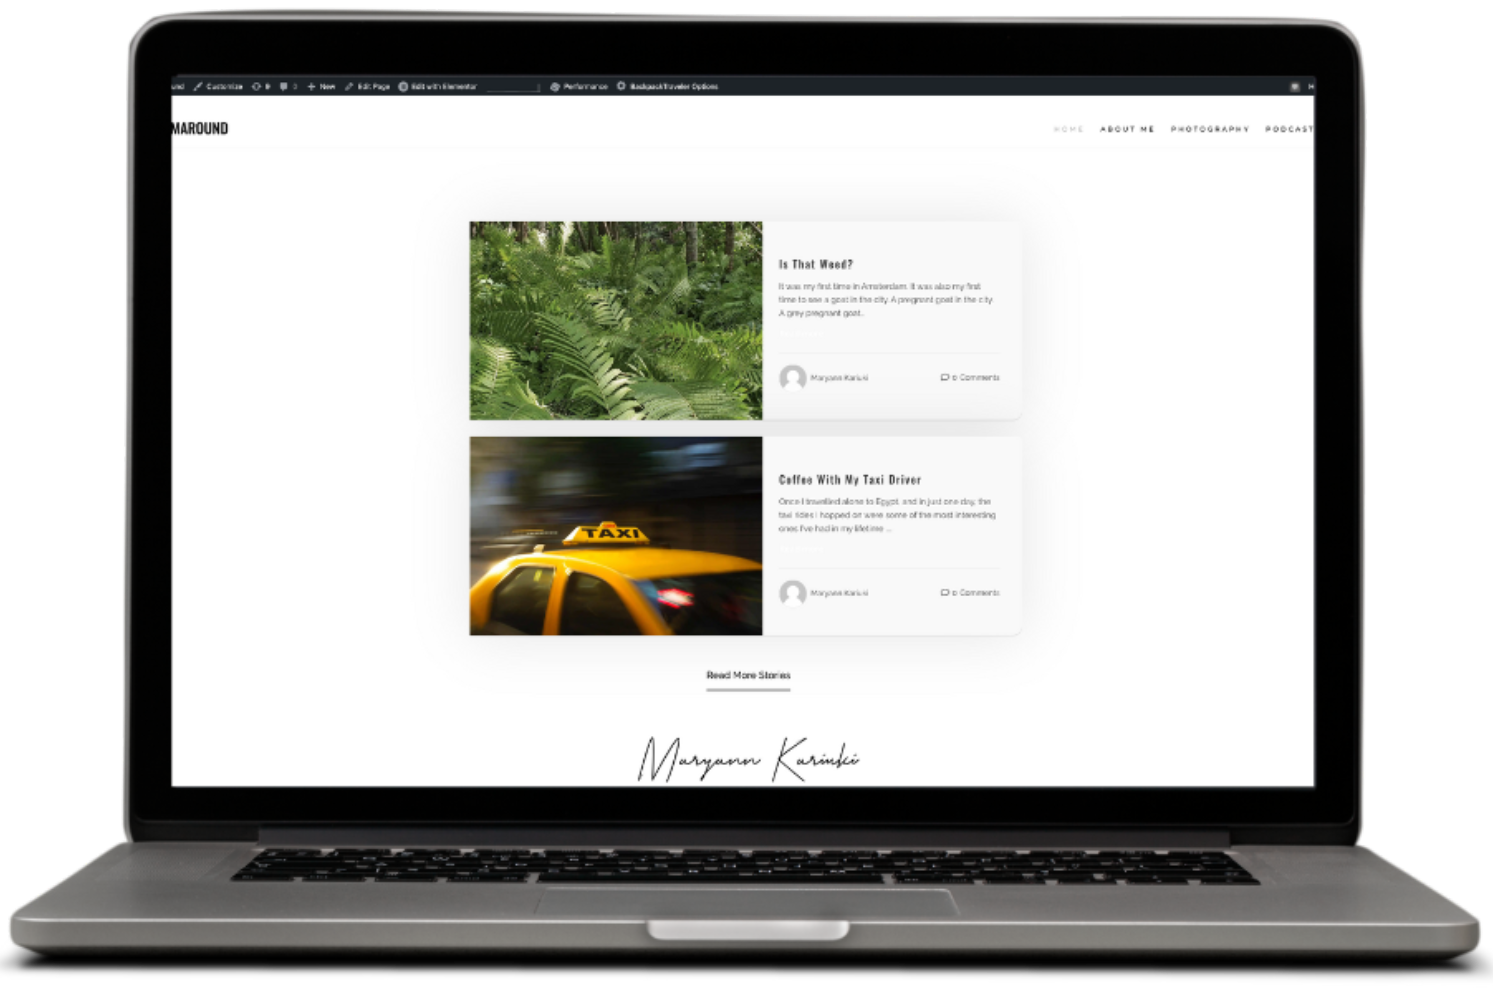 und Customize 9 3 New Edit Page Edit with Elementor Performance BackpackTraveler Options H
MAROUND
HOME ABOUT ME PHOTOGRAPHY PODCAST
Is That Weed?
It was my first time in Amsterdam. It was also my first
time to see a goat in the city. A pregnant goat in the city.
A grey pregnant goat...
Maryann Kariuki 0 Comments
TAXI
Coffee With My Taxi Driver
Once I travelled alone to Egypt, and in just one day, the
taxi rides I hopped on were some of the most interesting
ones I've had in my lifetime ...
Maryann Kariuki 0 Comments
Read More Stories
Maryann Kariuki